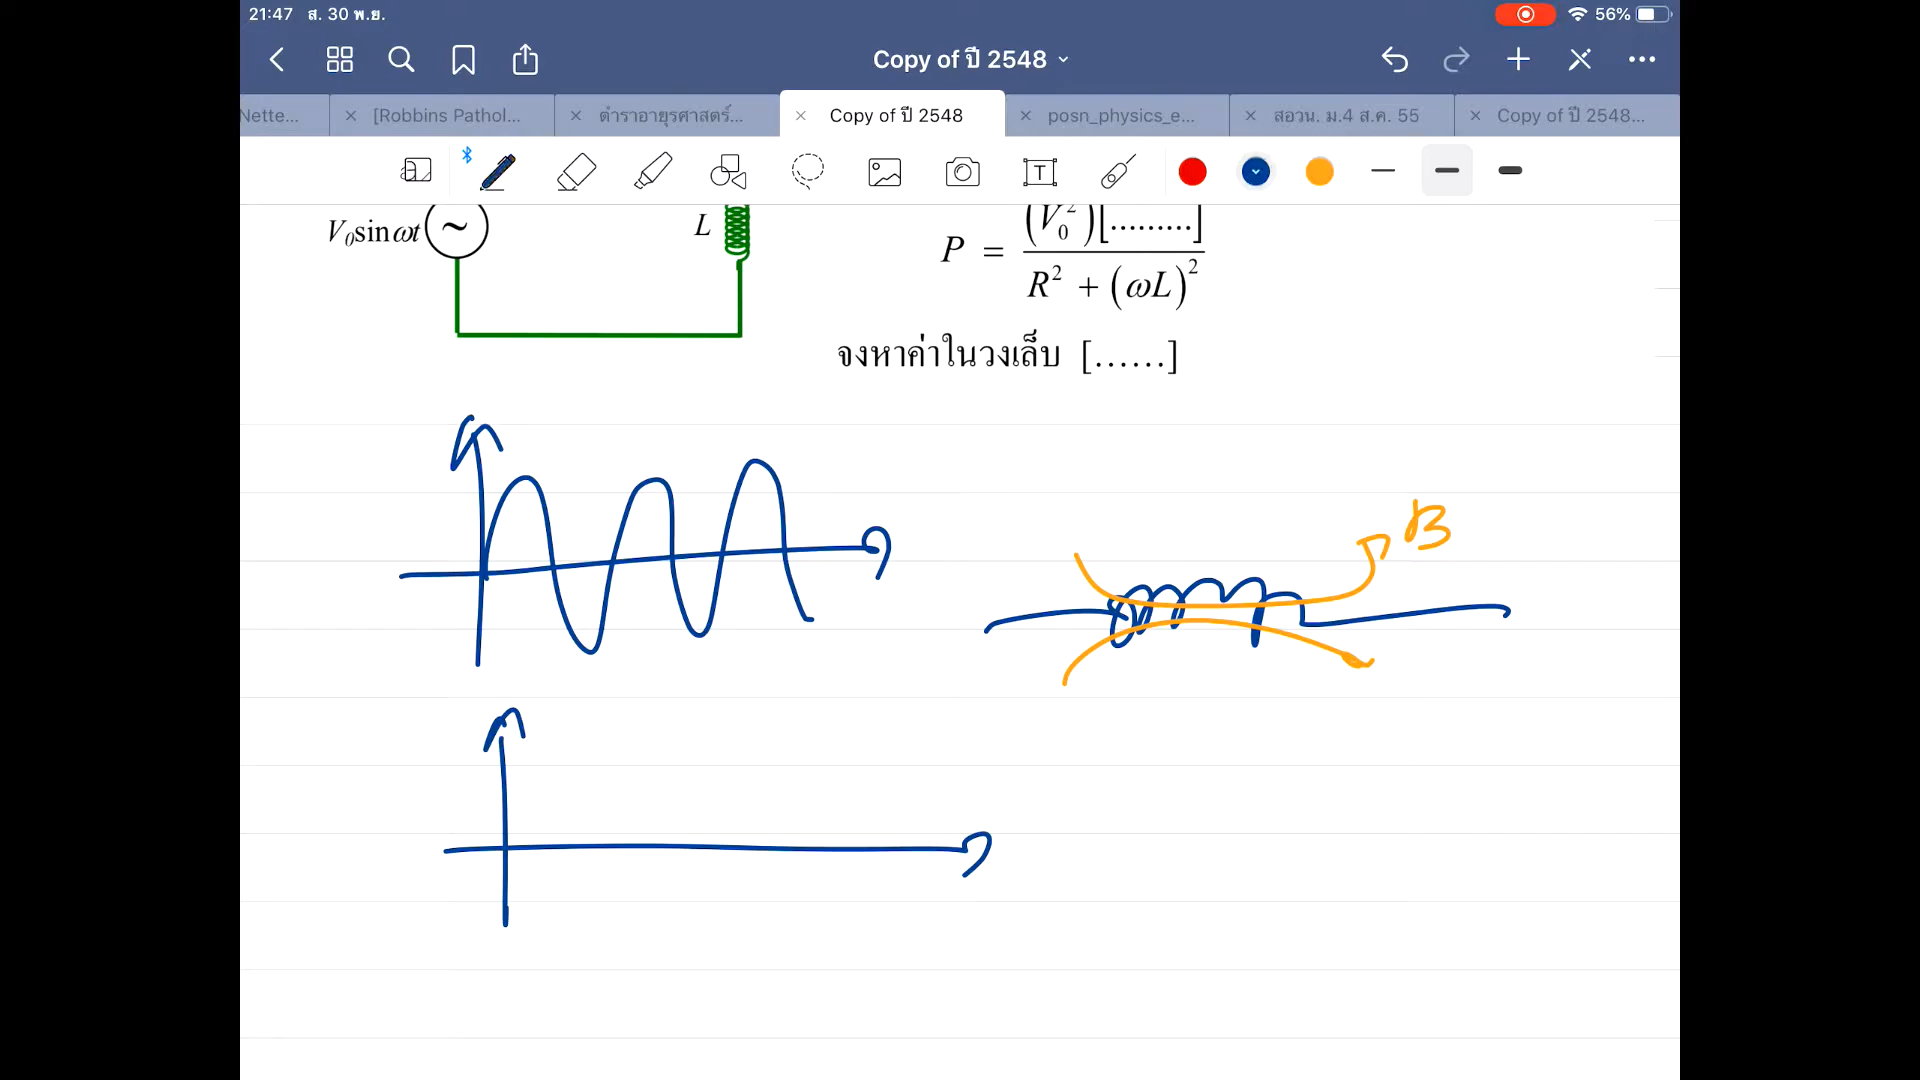 21:47 ส. 30 พ.ย. 56%
Copy of ปี 2548
Nette... [Robbins Pathol... ตำราอายุรศาสตร์... Copy of ปี 2548 posn_physics_e... สอวน. ม.4 ส.ค. 55 Copy of ปี 2548...
V₀sinωt
L
P = (V₀²)[.........] / R² + (ωL)²
จงหาค่าในวงเล็บ [......]
B